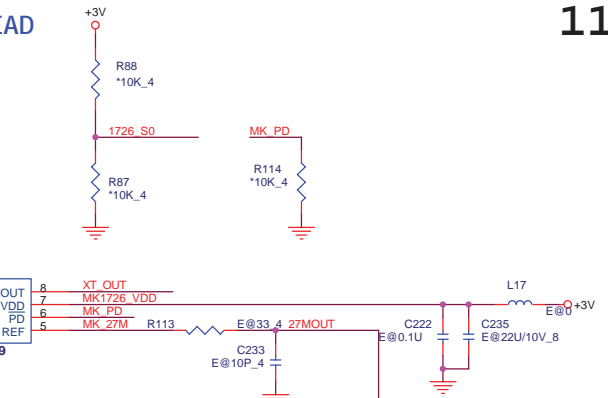 EAD
+3V
11
R88
*10K_4
1726_S0
MK_PD
R87
*10K_4
R114
*10K_4
OUT
8
XT_OUT
VDD
7
MK1726_VDD
PD
6
MK_PD
REF
5
MK_27M
R113
E@33_4
27MOUT
9
C233
E@10P_4
C222
E@0.1U
C235
E@22U/10V_8
L17
E@0
+3V